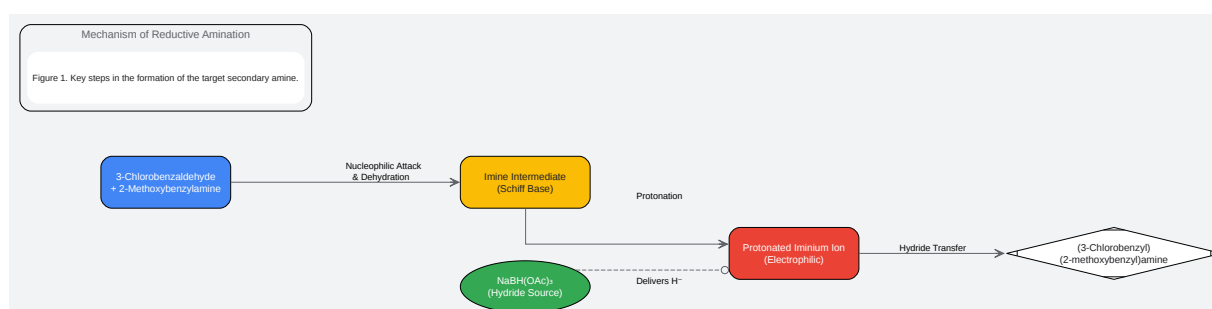 Mechanism of Reductive Amination
Figure 1. Key steps in the formation of the target secondary amine.
3-Chlorobenzaldehyde
+ 2-Methoxybenzylamine
Nucleophilic Attack
& Dehydration
Imine Intermediate
(Schiff Base)
Protonation
Protonated Iminium Ion
(Electrophilic)
Hydride Transfer
(3-Chlorobenzyl)
(2-methoxybenzyl)amine
NaBH(OAc)₃
(Hydride Source)
Delivers H⁻